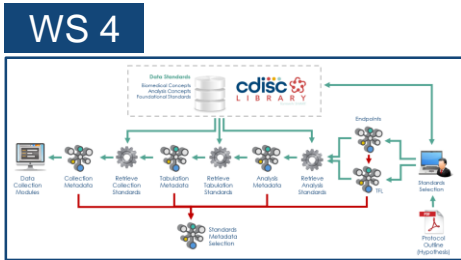 WS 4
Data Standards
Biomedical Concepts
Analysis Concepts
Foundational Standards
cdisc
LIBRARY
Endpoints
Data
Collection
Modules
Collection
Metadata
Retrieve
Collection
Standards
Tabulation
Metadata
Retrieve
Tabulation
Standards
Analysis
Metadata
Retrieve
Analysis
Standards
TFL
Standards
Selection
Standards
Metadata
Selection
PDF
Protocol
Outline
(Hypothesis)